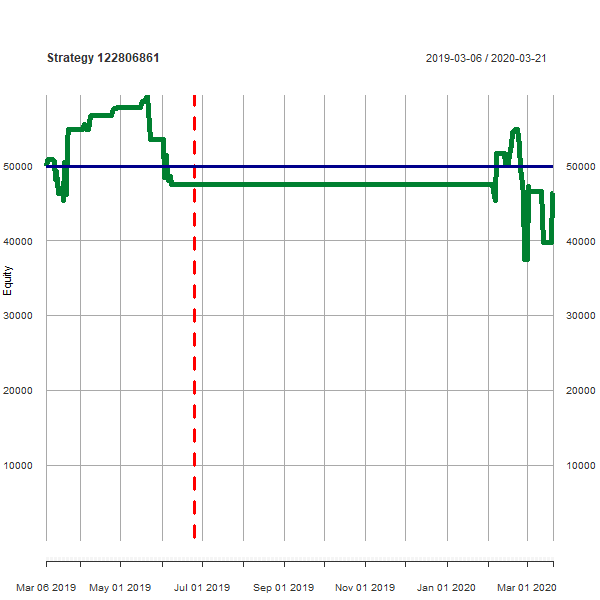 Strategy 122806861
2019-03-06 / 2020-03-21
50000
50000
40000
40000
Equity
30000
30000
20000
20000
10000
10000
Mar 06 2019
May 01 2019
Jul 01 2019
Sep 01 2019
Nov 01 2019
Jan 01 2020
Mar 01 2020